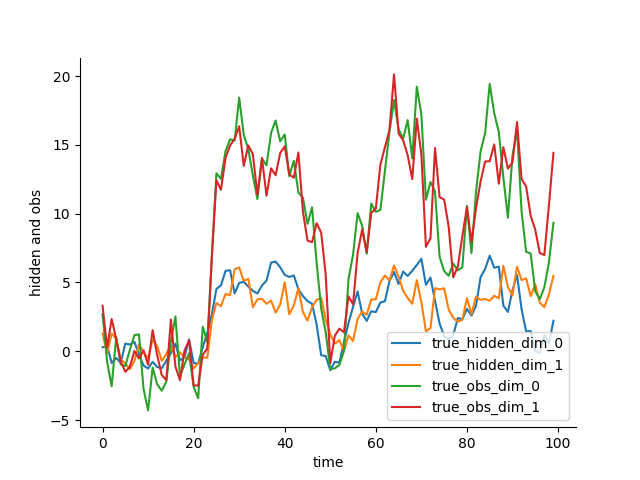 20
15
10
5
0
−5
hidden and obs
0
20
40
60
80
100
time
true_hidden_dim_0
true_hidden_dim_1
true_obs_dim_0
true_obs_dim_1